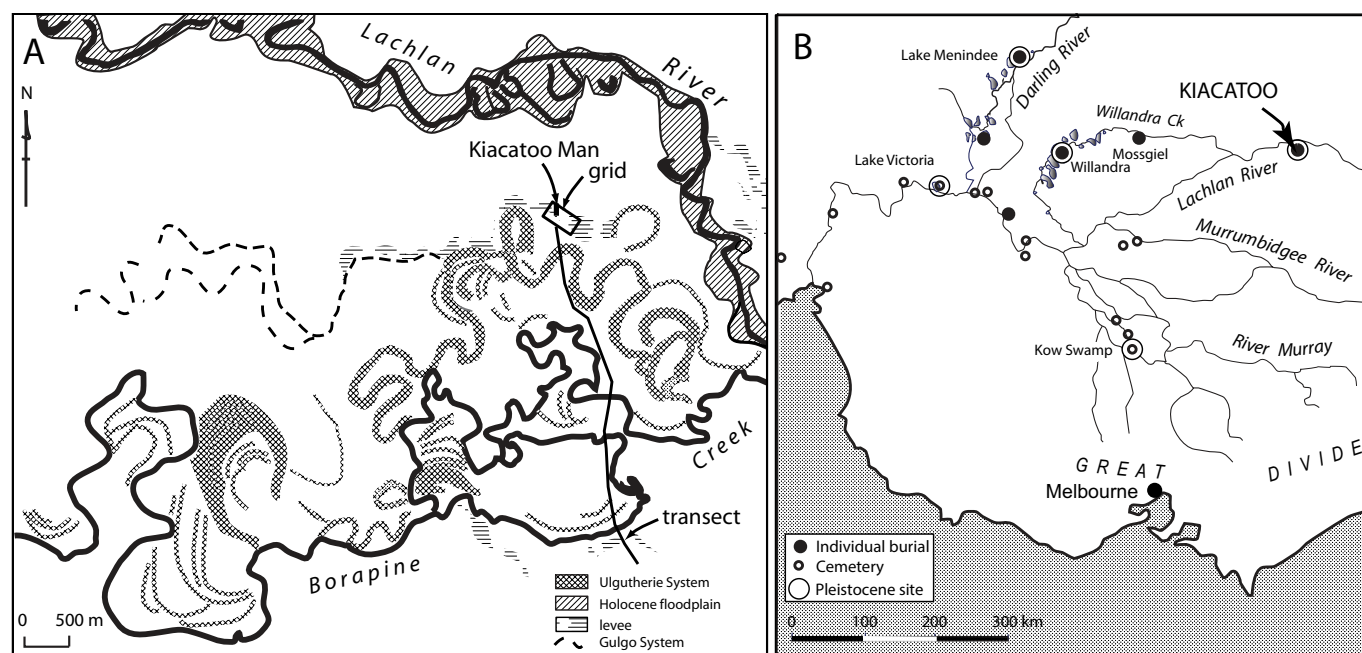 A
Lachlan River
N
Kiacatoo Man
grid
Creek
transect
Borapine
0 500 m
Ulgutherie System
Holocene floodplain
levee
Gulgo System
B
Lake Menindee
Darling River
KIACATOO
Willandra Ck
Mossgiel
Lake Victoria
Willandra
Lachlan River
Murrumbidgee River
Kow Swamp
River Murray
GREAT DIVIDE
Melbourne
Individual burial
Cemetery
Pleistocene site
0 100 200 300 km